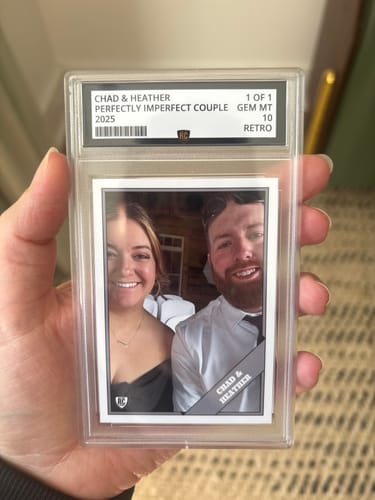 CHAD & HEATHER 1 OF 1
PERFECTLY IMPERFECT COUPLE GEM MT
2025 10
RETRO
CHAD &
HEATHER